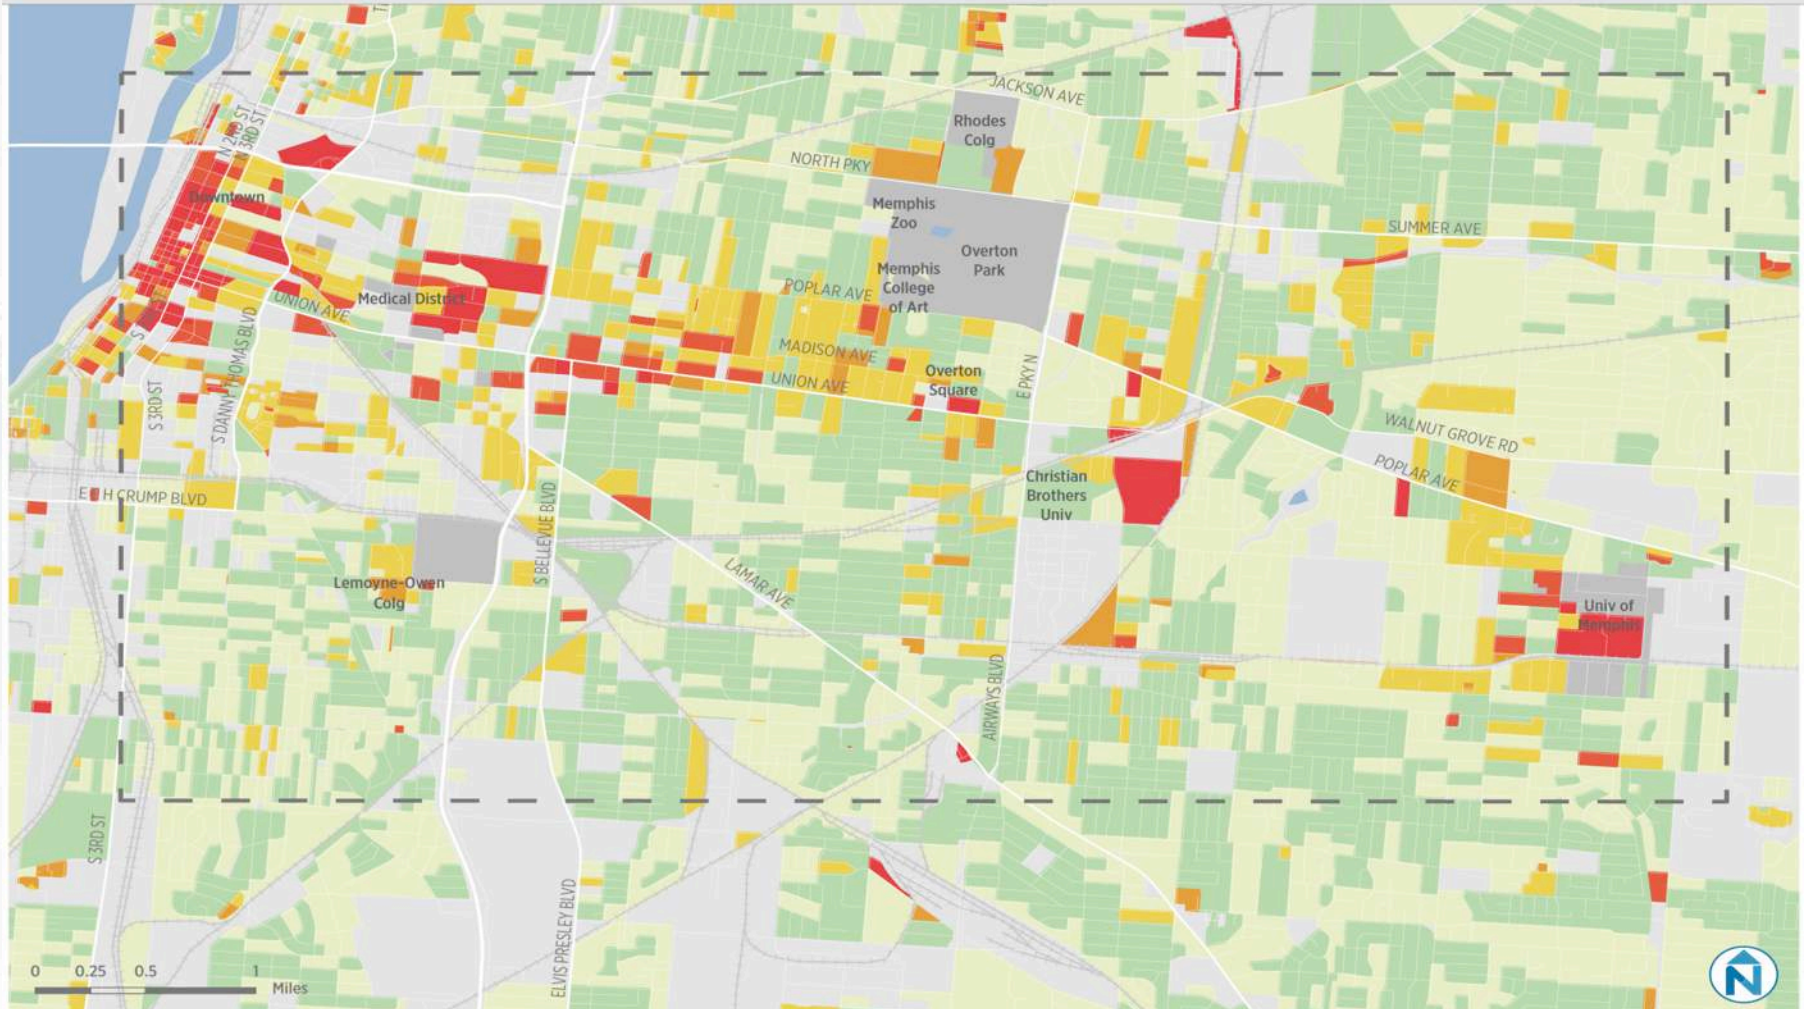 JACKSON AVE
Rhodes
Colg
N 2ND ST
N 3RD ST
NORTH PKY
Downtown
Memphis
Zoo
SUMMER AVE
Overton
Park
Memphis
College
of Art
POPLAR AVE
Medical District
UNION AVE
MADISON AVE
UNION AVE
Overton
Square
E PKY N
S 3RD ST
S DANNY THOMAS BLVD
WALNUT GROVE RD
POPLAR AVE
Christian
Brothers
Univ
E H CRUMP BLVD
S BELLEVUE BLVD
LAMAR AVE
Lemoyne-Owen
Colg
Univ of
Memphis
AIRWAYS BLVD
S 3RD ST
ELVIS PRESLEY BLVD
0 0.25 0.5 1
Miles
N